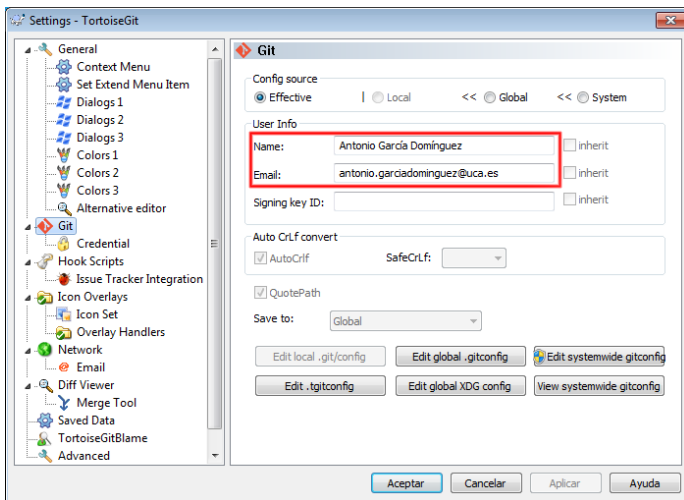 Settings - TortoiseGit
General
Context Menu
Set Extend Menu Item
Dialogs 1
Dialogs 2
Dialogs 3
Colors 1
Colors 2
Colors 3
Alternative editor
Git
Credential
Hook Scripts
Issue Tracker Integration
Icon Overlays
Icon Set
Overlay Handlers
Network
Email
Diff Viewer
Merge Tool
Saved Data
TortoiseGitBlame
Advanced
Git
Config source
Effective | Local << Global << System
User Info
Name: Antonio García Domínguez inherit
Email: antonio.garciadominguez@uca.es inherit
Signing key ID: inherit
Auto CrLf convert
AutoCrlf SafeCrLf:
QuotePath
Save to: Global
Edit local .git/config Edit global .gitconfig Edit systemwide gitconfig
Edit .tgitconfig Edit global XDG config View systemwide gitconfig
Aceptar Cancelar Aplicar Ayuda